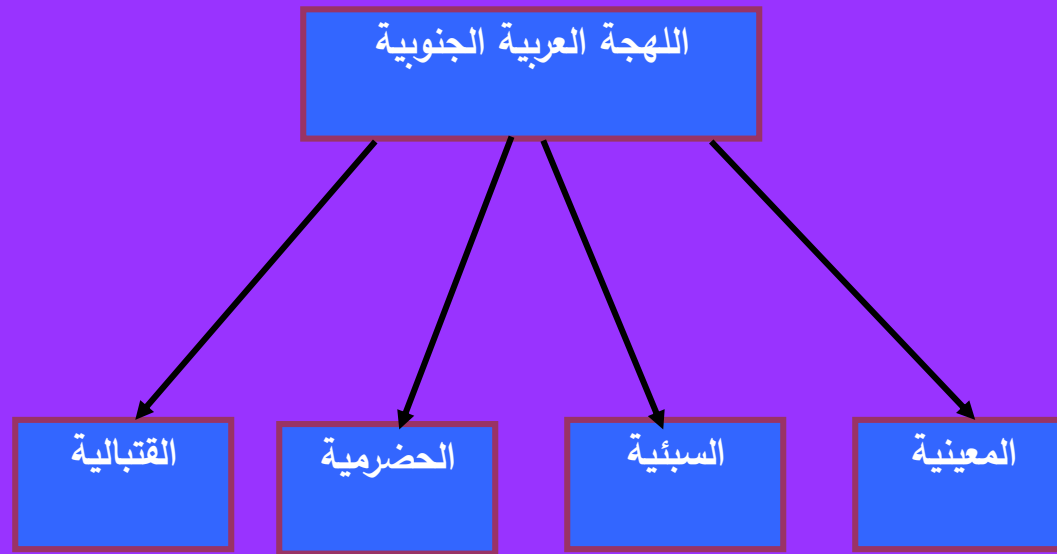 اللهجة العربية الجنوبية
المعينية
السبئية
الحضرمية
القتبالية